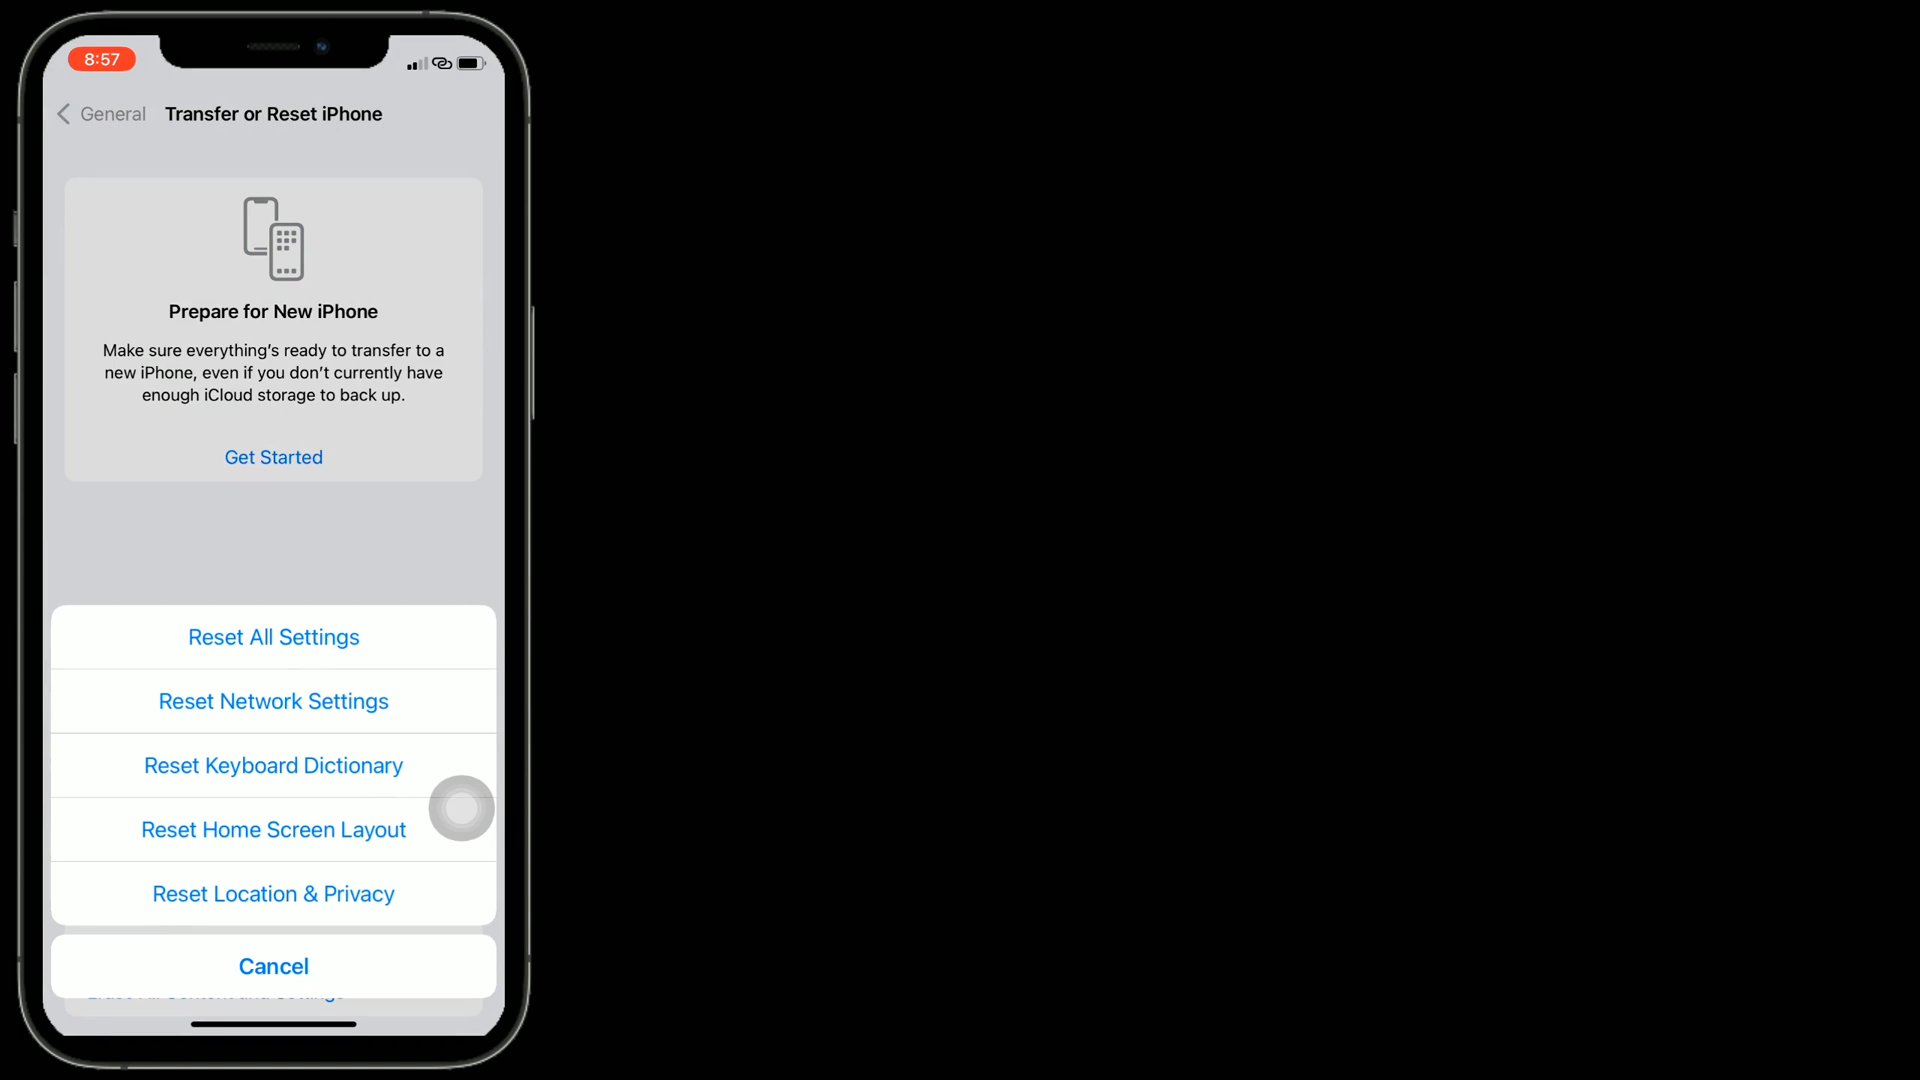 8:57
General
Transfer or Reset iPhone
Prepare for New iPhone
Make sure everything's ready to transfer to a
new iPhone, even if you don't currently have
enough iCloud storage to back up.
Get Started
Reset All Settings
Reset Network Settings
Reset Keyboard Dictionary
Reset Home Screen Layout
Reset Location & Privacy
Cancel